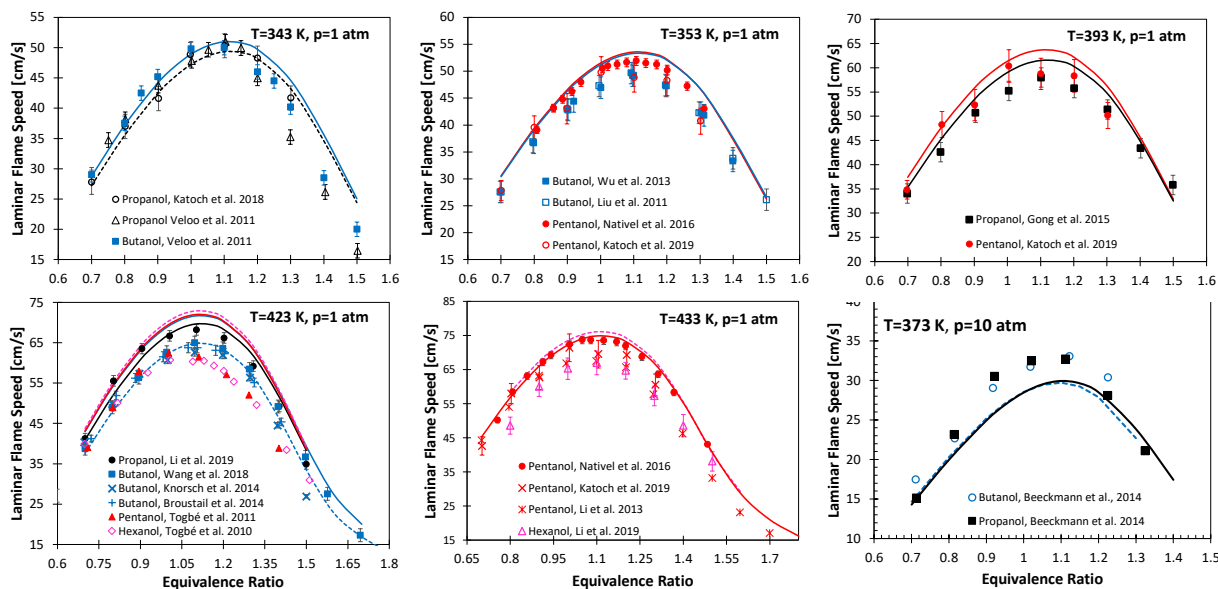 Laminar Flame Speed [cm/s]
55
50
45
40
35
30
25
20
15
T=343 K, p=1 atm
Propanol, Katoch et al. 2018
Propanol Veloo et al. 2011
Butanol, Veloo et al. 2011
0.6 0.7 0.8 0.9 1 1.1 1.2 1.3 1.4 1.5 1.6
Laminar Flame Speed [cm/s]
60
55
50
45
40
35
30
25
20
15
T=353 K, p=1 atm
Butanol, Wu et al. 2013
Butanol, Liu et al. 2011
Pentanol, Nativel et al. 2016
Pentanol, Katoch et al. 2019
0.6 0.7 0.8 0.9 1 1.1 1.2 1.3 1.4 1.5 1.6
Laminar Flame Speed [cm/s]
70
65
60
55
50
45
40
35
30
25
20
T=393 K, p=1 atm
Propanol, Gong et al. 2015
Pentanol, Katoch et al. 2019
0.6 0.7 0.8 0.9 1 1.1 1.2 1.3 1.4 1.5 1.6
Laminar Flame Speed [cm/s]
75
65
55
45
35
25
15
T=423 K, p=1 atm
Propanol, Li et al. 2019
Butanol, Wang et al. 2018
Butanol, Knorsch et al. 2014
Butanol, Broustail et al. 2014
Pentanol, Togbé et al. 2011
Hexanol, Togbé et al. 2010
0.6 0.75 0.9 1.05 1.2 1.35 1.5 1.65 1.8
Equivalence Ratio
Laminar Flame Speed [cm/s]
85
75
65
55
45
35
25
15
T=433 K, p=1 atm
Pentanol, Nativel et al. 2016
Pentanol, Katoch et al. 2019
Pentanol, Li et al. 2013
Hexanol, Li et al. 2019
0.65 0.8 0.95 1.1 1.25 1.4 1.55 1.7
Equivalence Ratio
Laminar Flame Speed [cm/s]
40
35
30
25
20
15
10
T=373 K, p=10 atm
Butanol, Beeckmann et al., 2014
Propanol, Beeckmann et al. 2014
0.6 0.7 0.8 0.9 1 1.1 1.2 1.3 1.4 1.5
Equivalence Ratio